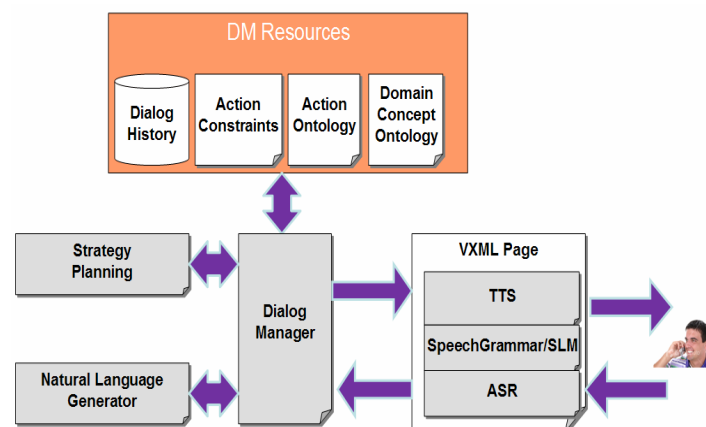 DM Resources
Dialog
History
Action
Constraints
Action
Ontology
Domain
Concept
Ontology
Strategy
Planning
Natural Language
Generator
Dialog
Manager
VXML Page
TTS
SpeechGrammar/SLM
ASR